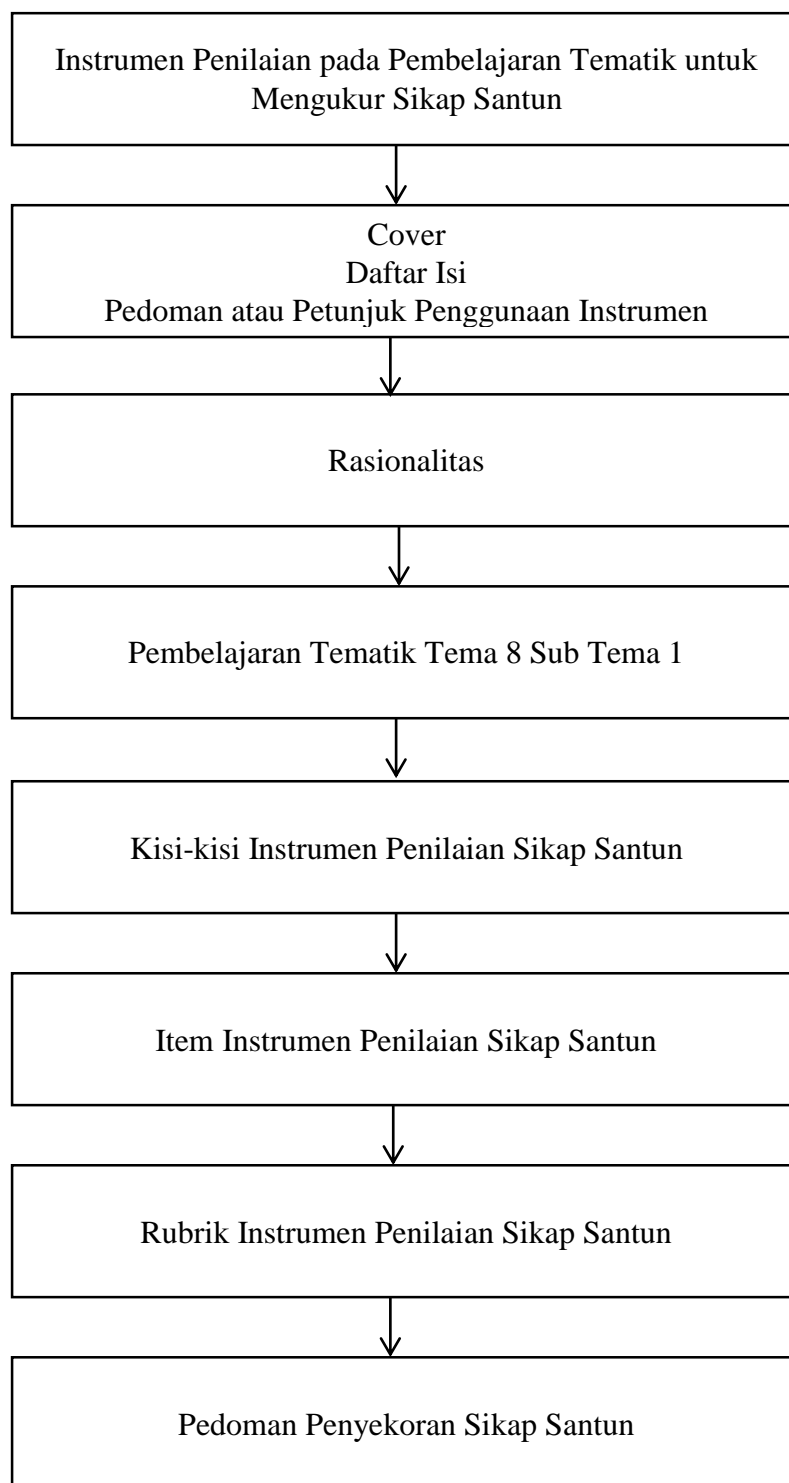 Instrumen Penilaian pada Pembelajaran Tematik untuk
Mengukur Sikap Santun
Cover
Daftar Isi
Pedoman atau Petunjuk Penggunaan Instrumen
Rasionalitas
Pembelajaran Tematik Tema 8 Sub Tema 1
Kisi-kisi Instrumen Penilaian Sikap Santun
Item Instrumen Penilaian Sikap Santun
Rubrik Instrumen Penilaian Sikap Santun
Pedoman Penyekoran Sikap Santun